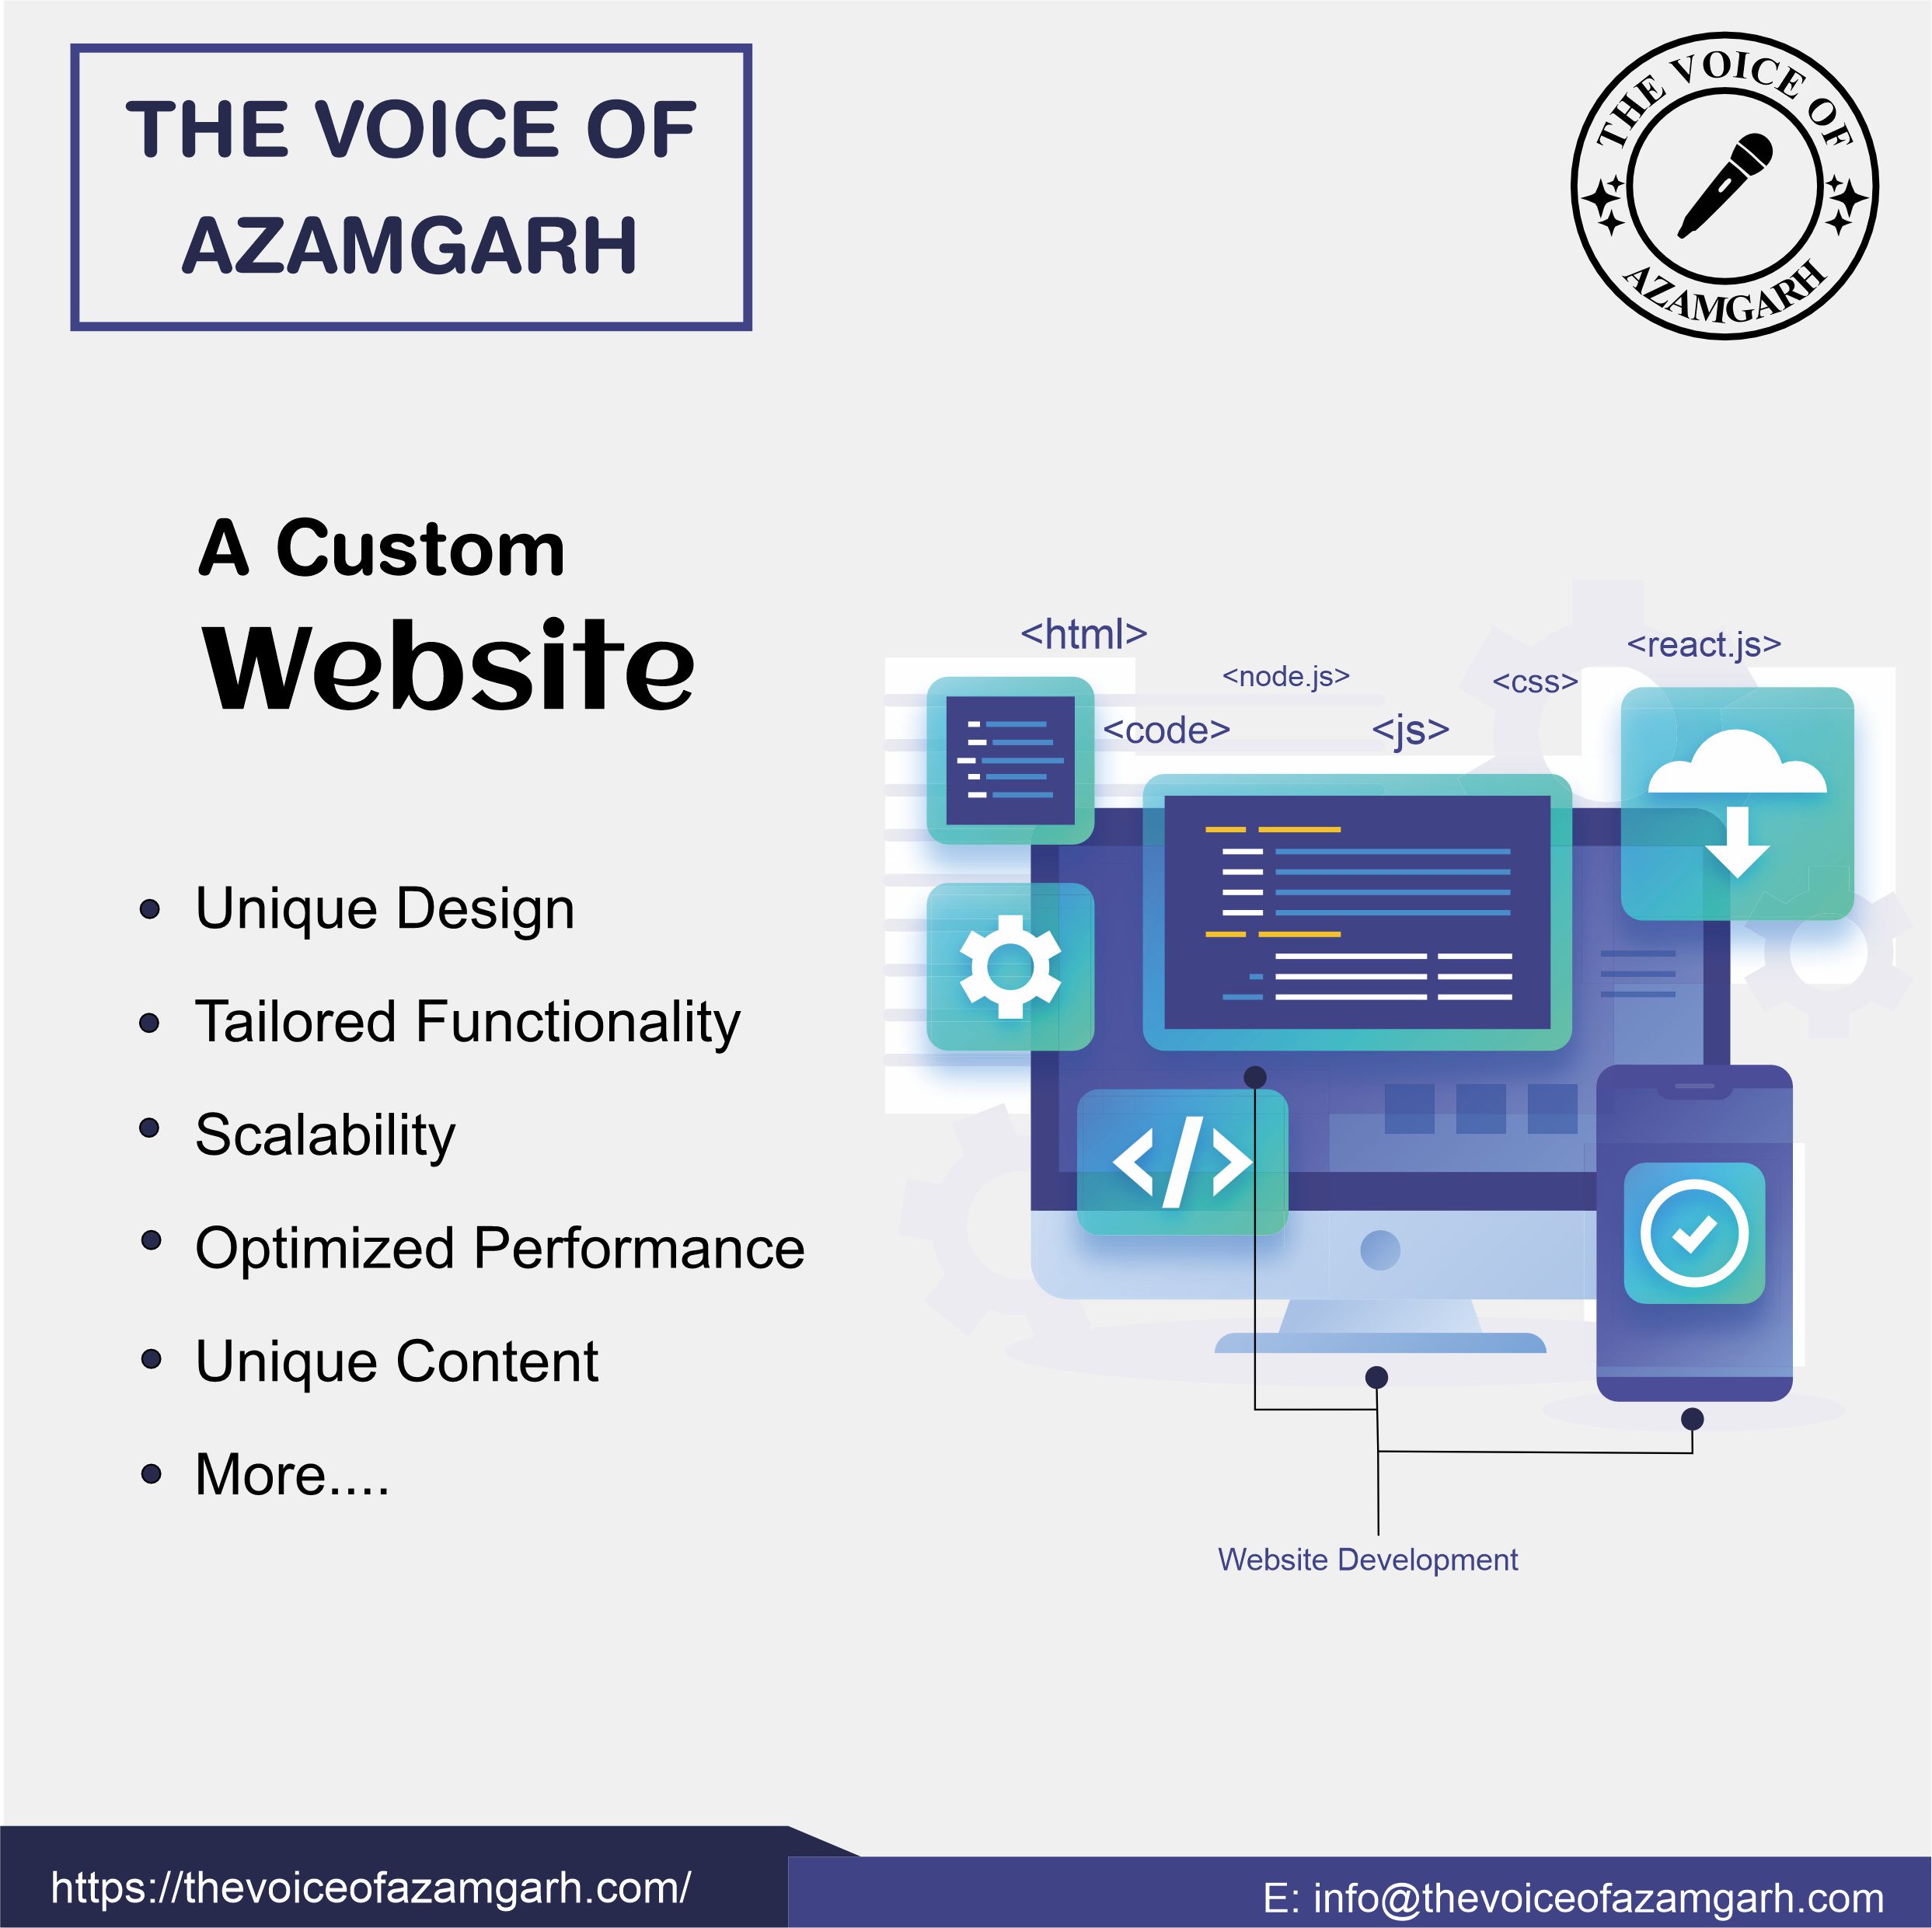 THE VOICE OF
AZAMGARH
THE VOICE OF
AZAMGARH
A Custom
Website
<html>
<node.js>
<css>
<react.js>
<code>
<js>
</>
• Unique Design
• Tailored Functionality
• Scalability
• Optimized Performance
• Unique Content
• More....
Website Development
https://thevoiceofazamgarh.com/
E: info@thevoiceofazamgarh.com